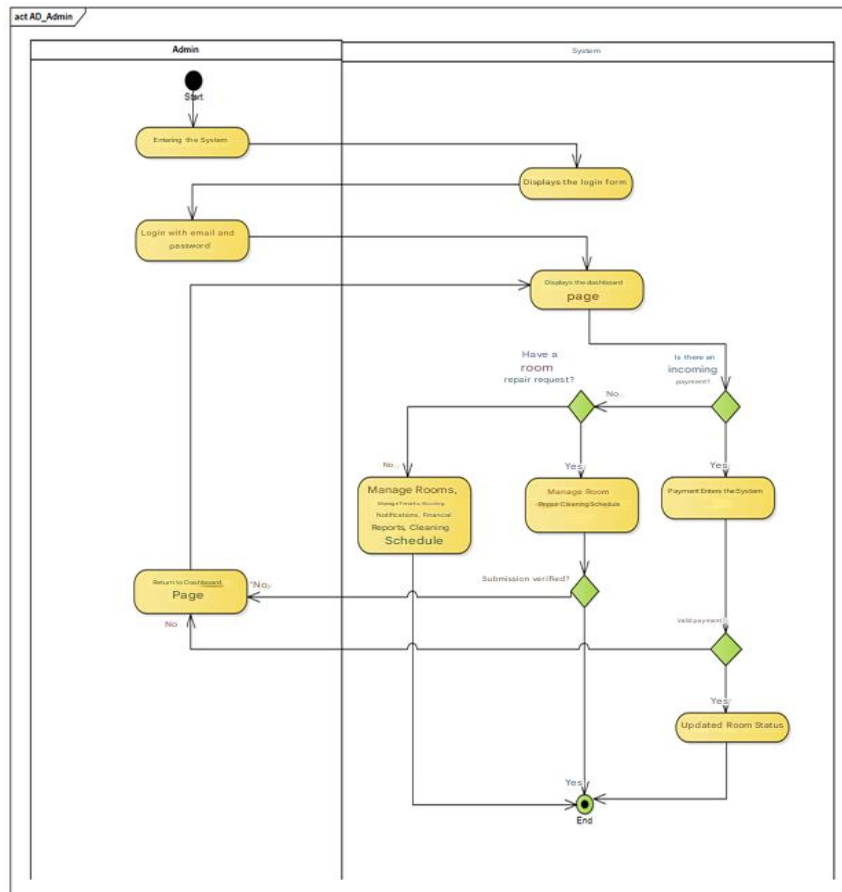 act AD_Admin
Admin
System
Start
Entering the System
Displays the login form
Login with email and
password
Displays the dashboard
page
Have a
room
repair request?
Is there an
incoming
payment?
No
No
Yes
Yes
Manage Rooms,
Manage Tenants,
Notifications, Financial
Reports, Cleaning
Schedule
Manage Room
Repair Cleaning Schedule
Payment Enters the System
Submission verified?
Return to Dashboard
Page
"No
No
Valid payment?
Yes
Updated Room Status
Yes
End